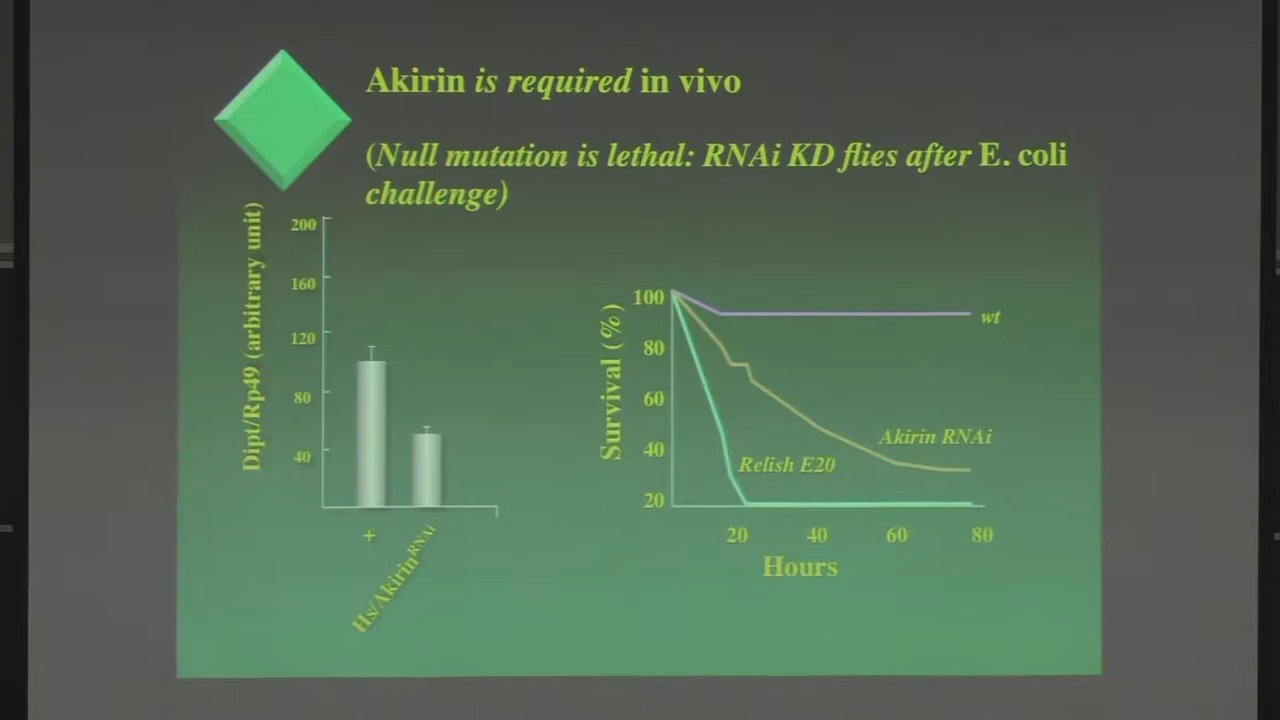 Akirin is required in vivo
(Null mutation is lethal: RNAi KD flies after E. coli
challenge)
Dipt/Rp49 (arbitrary unit)
200
160
120
80
40
+
Hs/AkirinRNAi
Survival (%)
100
80
60
40
20
wt
Akirin RNAi
Relish E20
20 40 60 80
Hours